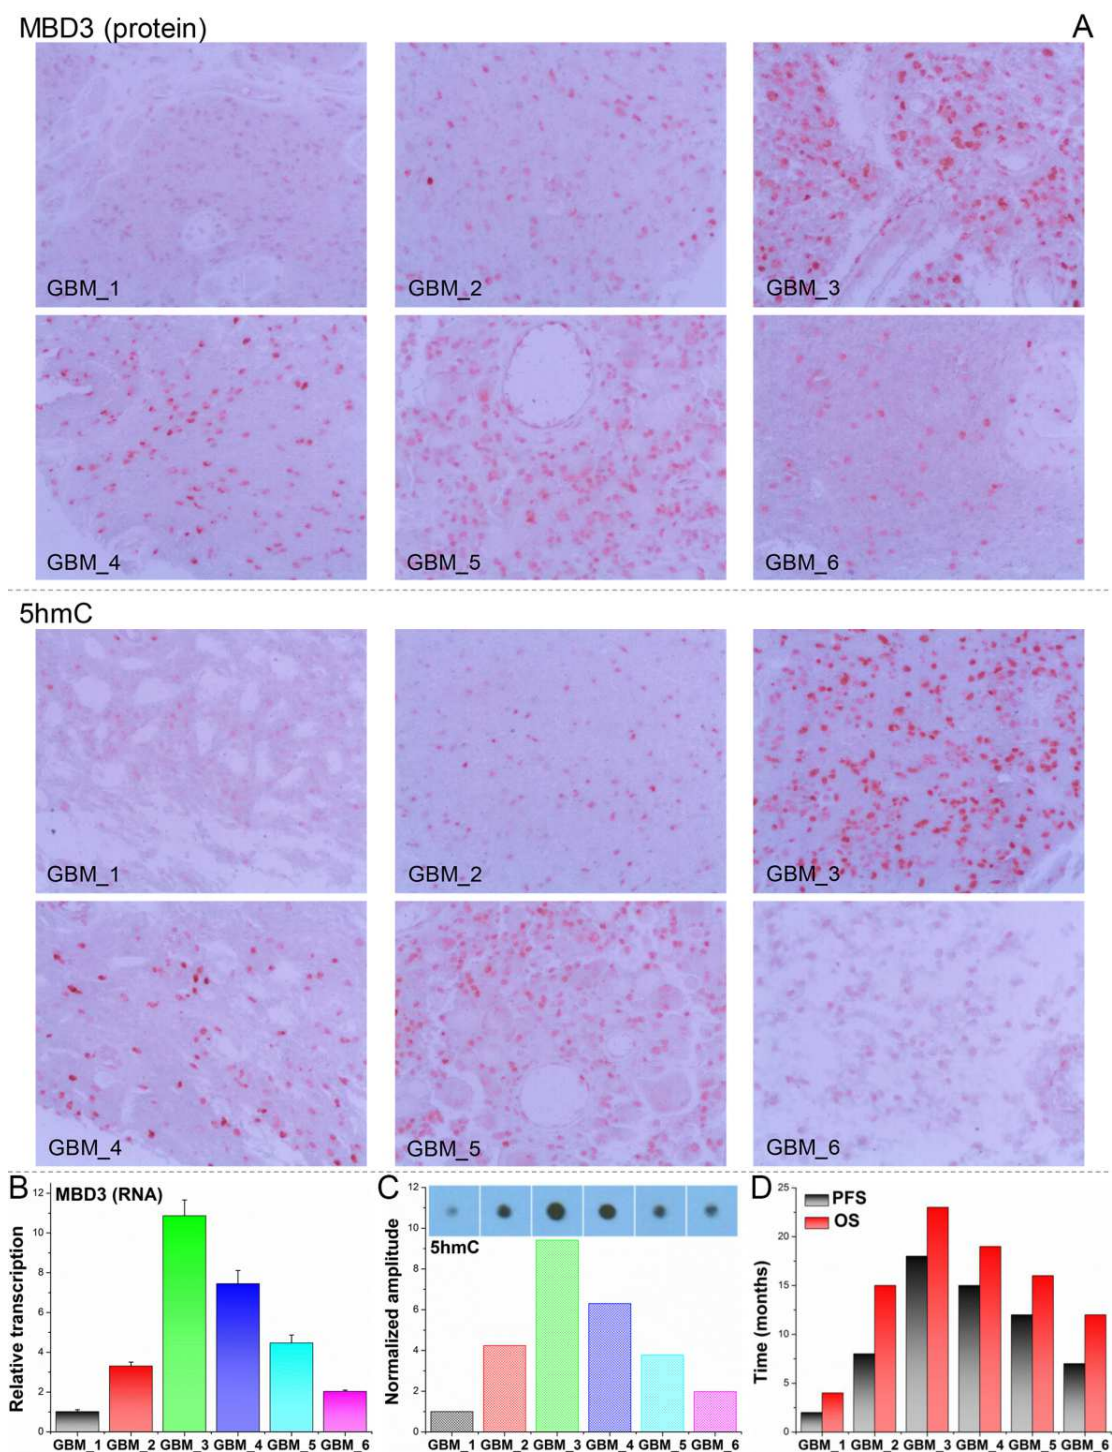 MBD3 (protein)
A
GBM_1
GBM_2
GBM_3
GBM_4
GBM_5
GBM_6
5hmC
GBM_1
GBM_2
GBM_3
GBM_4
GBM_5
GBM_6
B
MBD3 (RNA)
Relative transcription
12
10
8
6
4
2
0
GBM_1 GBM_2 GBM_3 GBM_4 GBM_5 GBM_6
C
5hmC
Normalized amplitude
12
10
8
6
4
2
0
GBM_1 GBM_2 GBM_3 GBM_4 GBM_5 GBM_6
D
PFS
OS
Time (months)
25
20
15
10
5
0
GBM_1 GBM_2 GBM_3 GBM_4 GBM_5 GBM_6